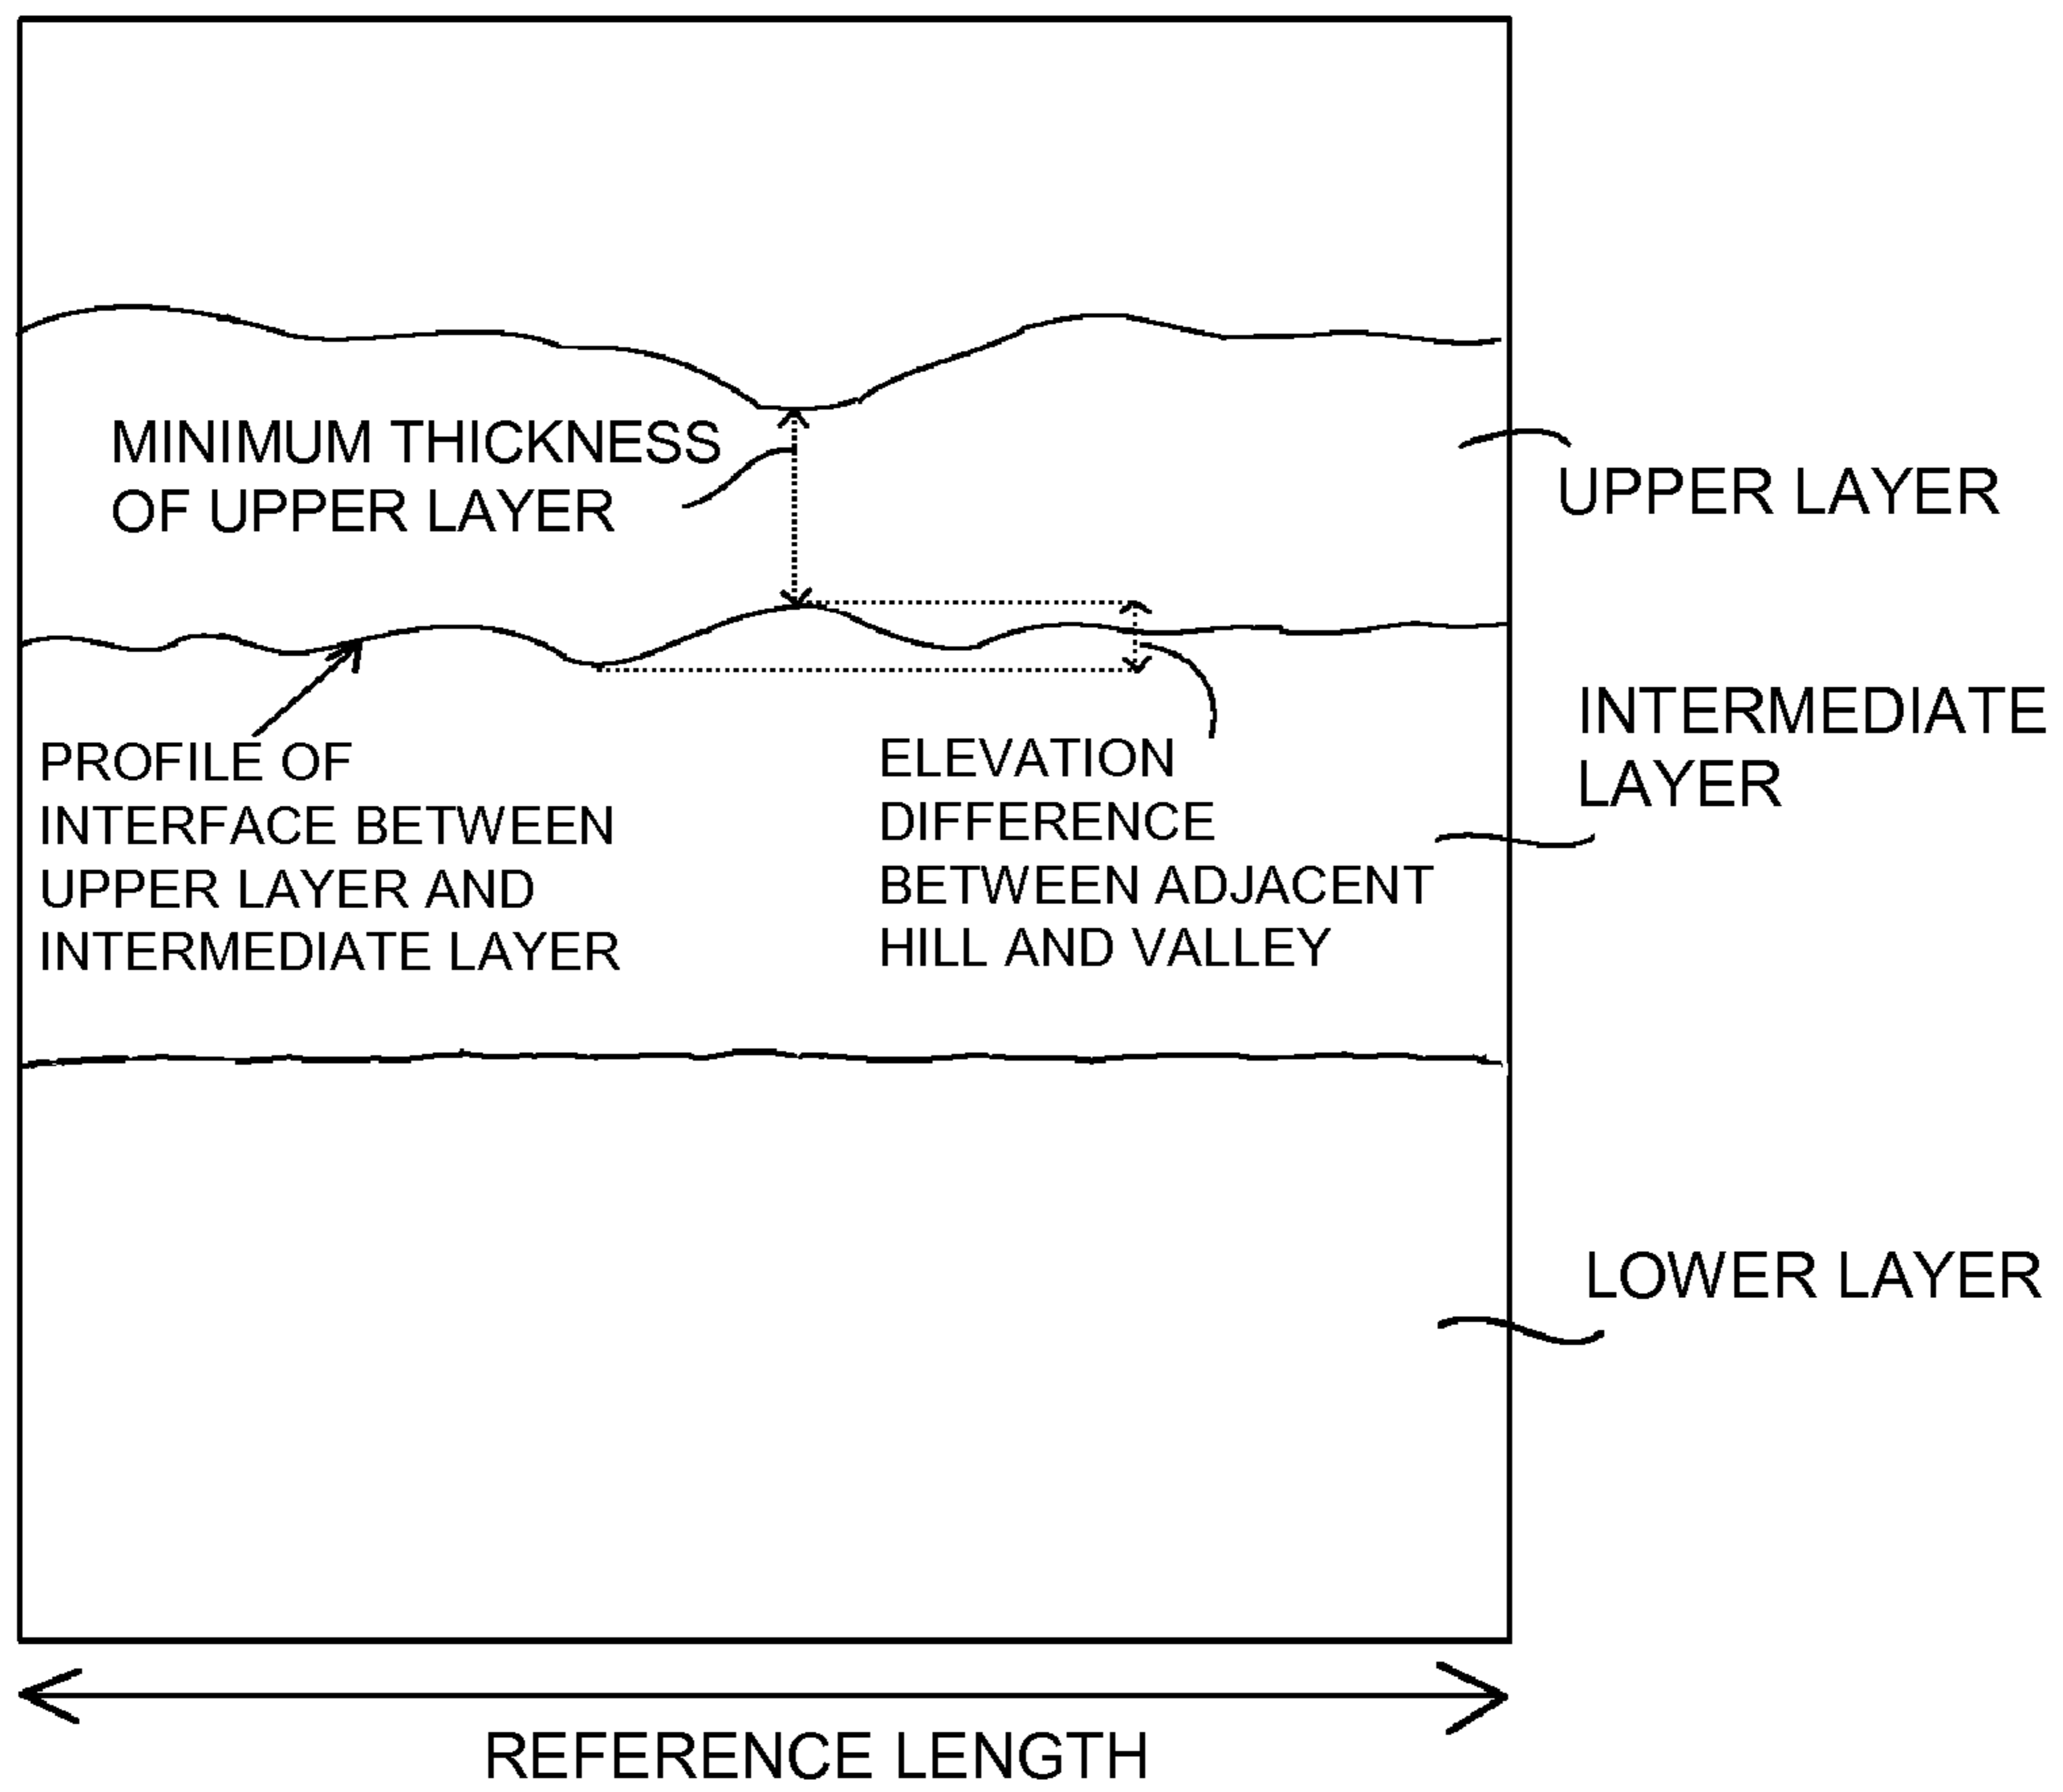 MINIMUM THICKNESS
OF UPPER LAYER
UPPER LAYER
INTERMEDIATE
LAYER
PROFILE OF
INTERFACE BETWEEN
UPPER LAYER AND
INTERMEDIATE LAYER
ELEVATION
DIFFERENCE
BETWEEN ADJACENT
HILL AND VALLEY
LOWER LAYER
REFERENCE LENGTH